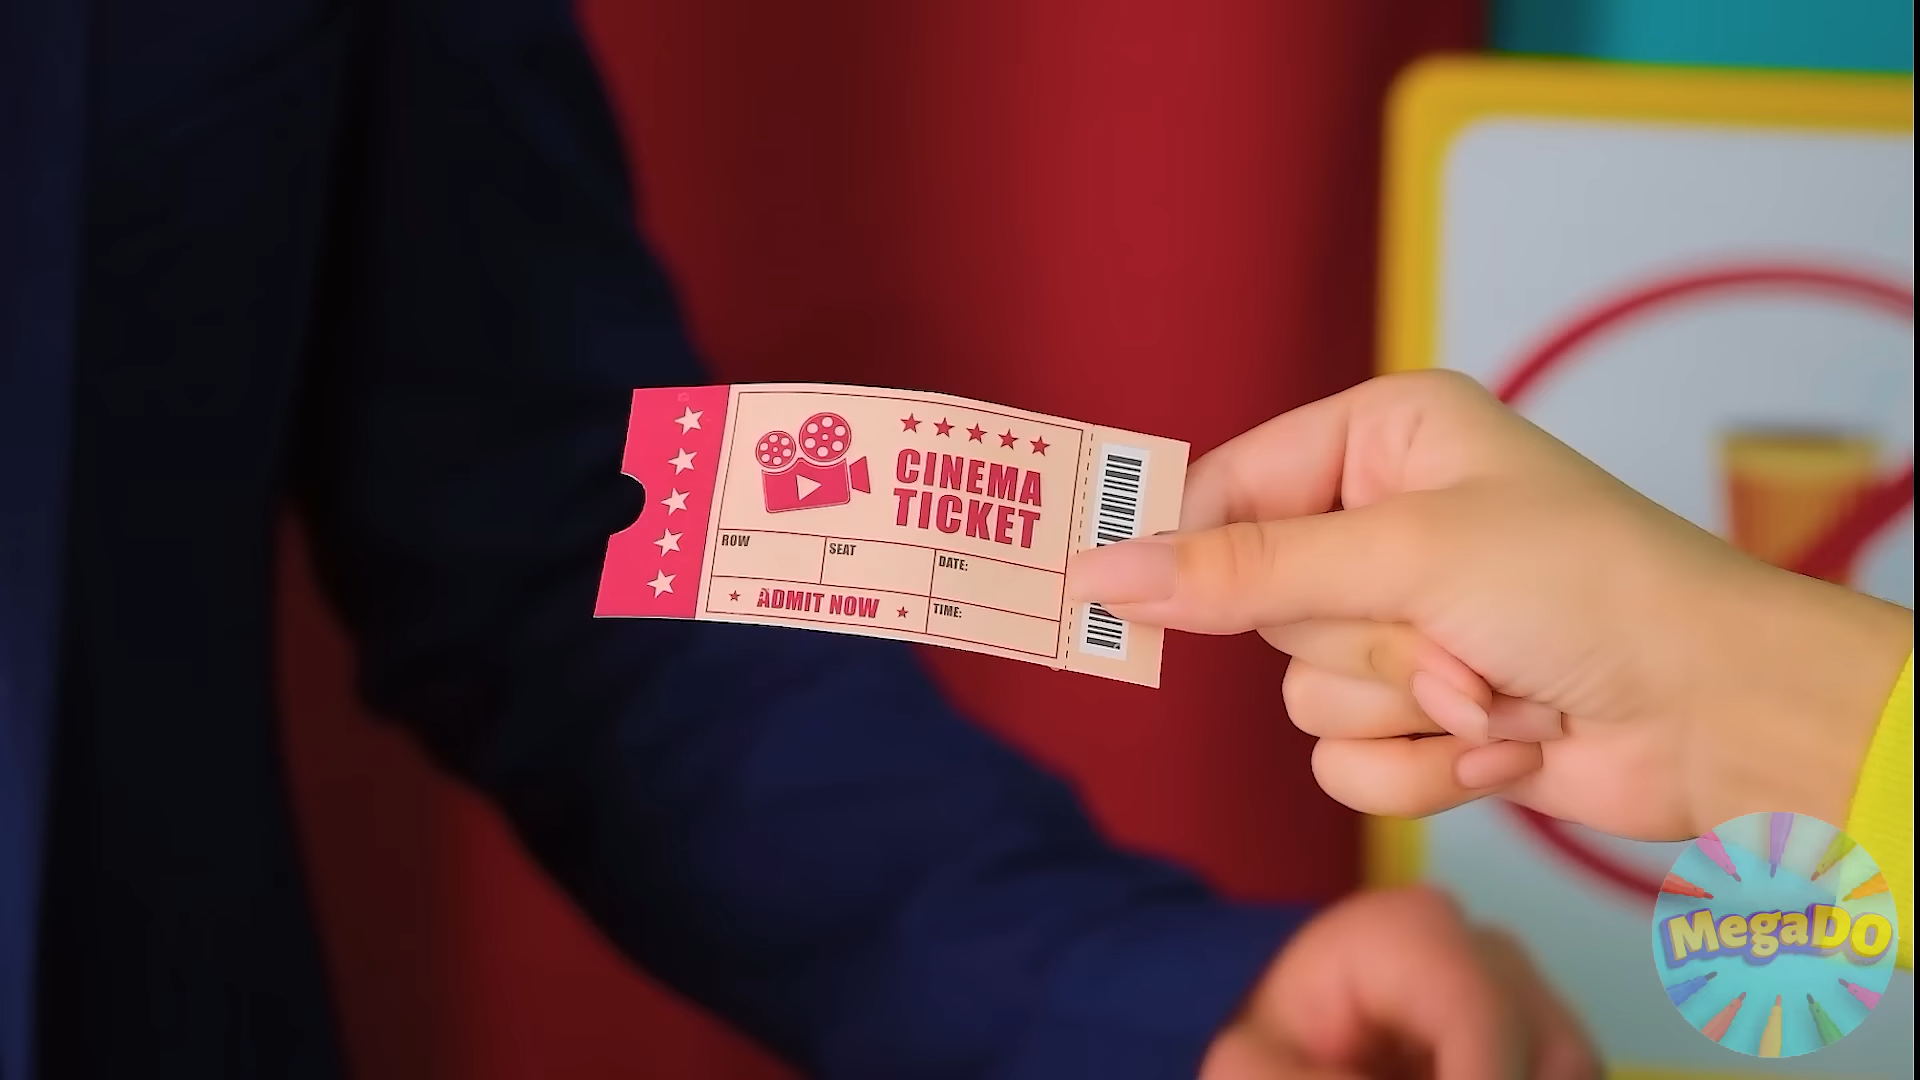 CINEMA
TICKET
ROW
SEAT
DATE:
ADMIT NOW
TIME:
MegaDo